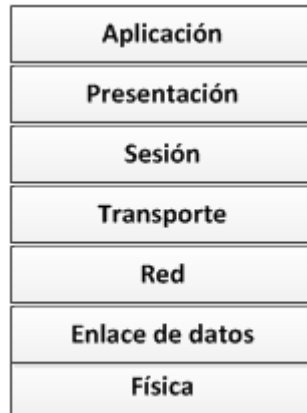 Aplicación
Presentación
Sesión
Transporte
Red
Enlace de datos
Física